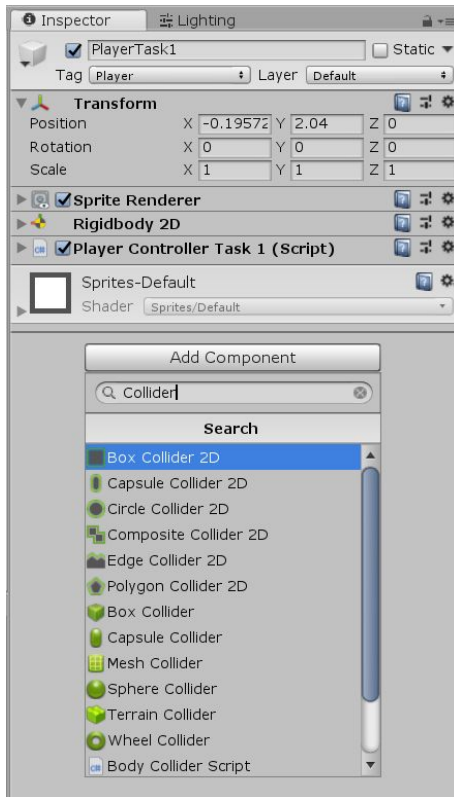 Inspector Lighting
PlayerTask1 Static
Tag Player Layer Default
Transform
Position X -0.19572 Y 2.04 Z 0
Rotation X 0 Y 0 Z 0
Scale X 1 Y 1 Z 1
Sprite Renderer
Rigidbody 2D
Player Controller Task 1 (Script)
Sprites-Default
Shader Sprites/Default
Add Component
Collider
Search
Box Collider 2D
Capsule Collider 2D
Circle Collider 2D
Composite Collider 2D
Edge Collider 2D
Polygon Collider 2D
Box Collider
Capsule Collider
Mesh Collider
Sphere Collider
Terrain Collider
Wheel Collider
Body Collider Script